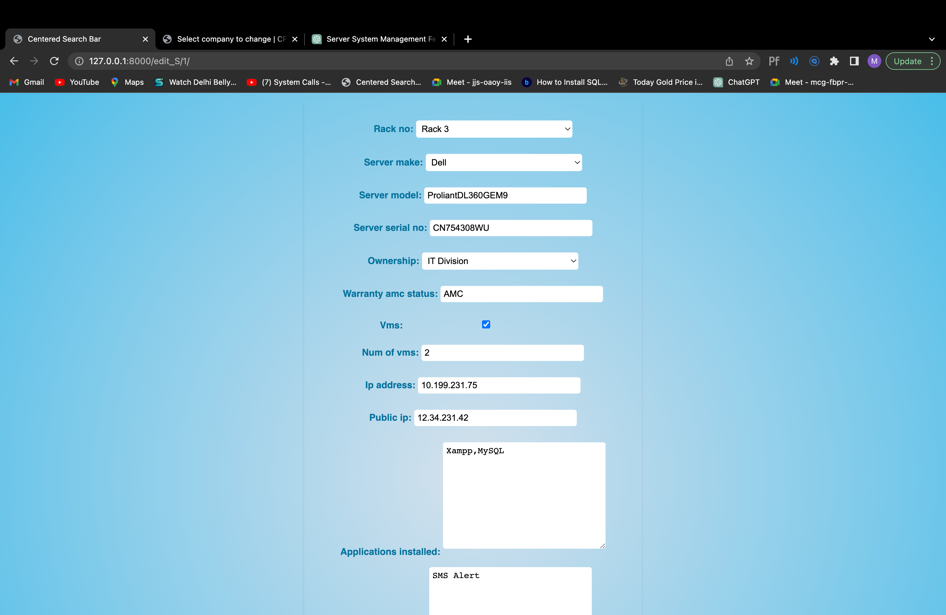 Centered Search Bar
Select company to change | C
Server System Management F
127.0.0.1:8000/edit_S/1/
PF
M
Update
Gmail
YouTube
Maps
Watch Delhi Belly...
(7) System Calls -...
Centered Search...
Meet - jjs-oaoy-iis
How to Install SQL...
Today Gold Price i...
ChatGPT
Meet - mcg-fbpr-...
Rack no: Rack 3
Server make: Dell
Server model: ProliantDL360GEM9
Server serial no: CN754308WU
Ownership: IT Division
Warranty amc status: AMC
Vms:
Num of vms: 2
Ip address: 10.199.231.75
Public ip: 12.34.231.42
Xampp,MySQL
Applications installed:
SMS Alert